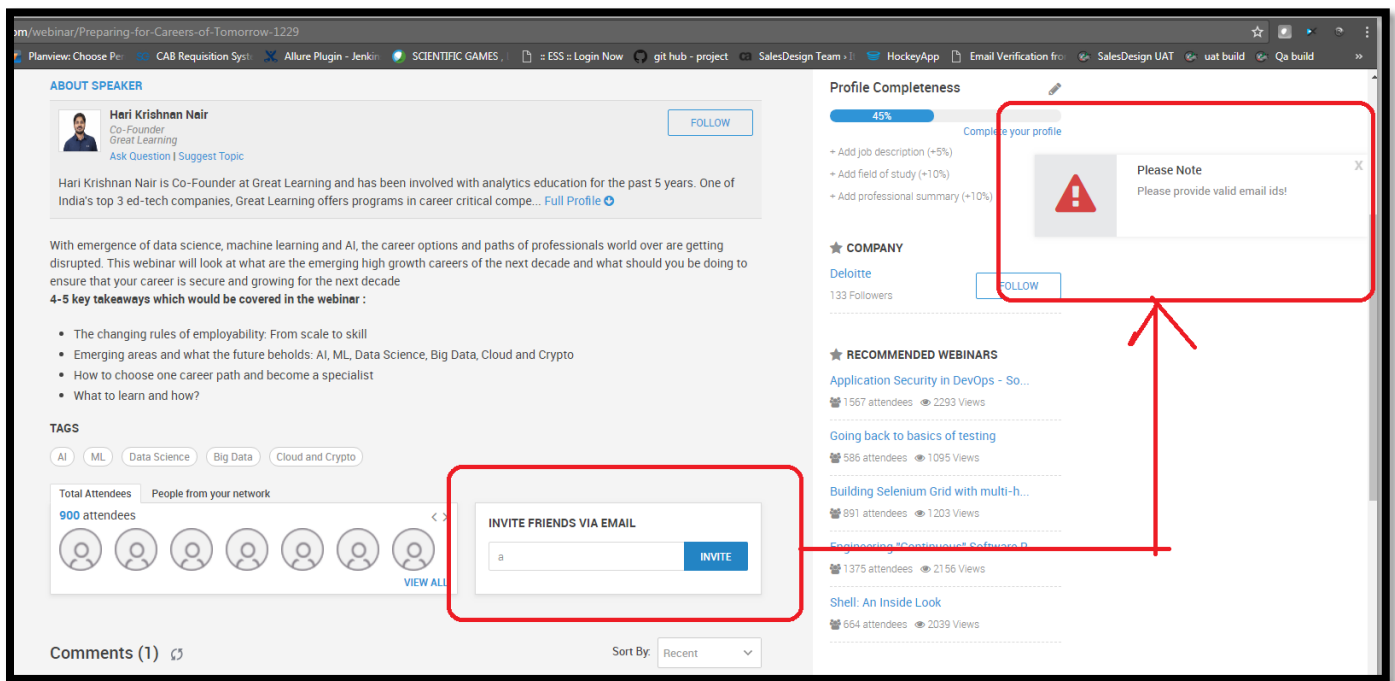 om/webinar/Preparing-for-Careers-of-Tomorrow-1229
Planview: Choose Per
CAB Requisition Syst
Allure Plugin - Jenkin
SCIENTIFIC GAMES ,
:: ESS :: Login Now
git hub - project
SalesDesign Team
HockeyApp
Email Verification fro
SalesDesign UAT
uat build
Qa build
»
ABOUT SPEAKER
Hari Krishnan Nair
Co-Founder
Great Learning
Ask Question | Suggest Topic
FOLLOW
Hari Krishnan Nair is Co-Founder at Great Learning and has been involved with analytics education for the past 5 years. One of
India's top 3 ed-tech companies, Great Learning offers programs in career critical compe... Full Profile
With emergence of data science, machine learning and AI, the career options and paths of professionals world over are getting
disrupted. This webinar will look at what are the emerging high growth careers of the next decade and what should you be doing to
ensure that your career is secure and growing for the next decade
4-5 key takeaways which would be covered in the webinar :
• The changing rules of employability: From scale to skill
• Emerging areas and what the future beholds: AI, ML, Data Science, Big Data, Cloud and Crypto
• How to choose one career path and become a specialist
• What to learn and how?
TAGS
AI
ML
Data Science
Big Data
Cloud and Crypto
Total Attendees
People from your network
900 attendees
< >
VIEW ALL
INVITE FRIENDS VIA EMAIL
a
INVITE
Comments (1)
Sort By:
Recent
Profile Completeness
45%
Complete your profile
+ Add job description (+5%)
+ Add field of study (+10%)
+ Add professional summary (+10%)
Please Note
X
Please provide valid email ids!
COMPANY
Deloitte
133 Followers
FOLLOW
RECOMMENDED WEBINARS
Application Security in DevOps - So...
1567 attendees 2293 Views
Going back to basics of testing
586 attendees 1095 Views
Building Selenium Grid with multi-h...
891 attendees 1203 Views
Engineering "Continuous" Software
1375 attendees 2156 Views
Shell: An Inside Look
664 attendees 2039 Views